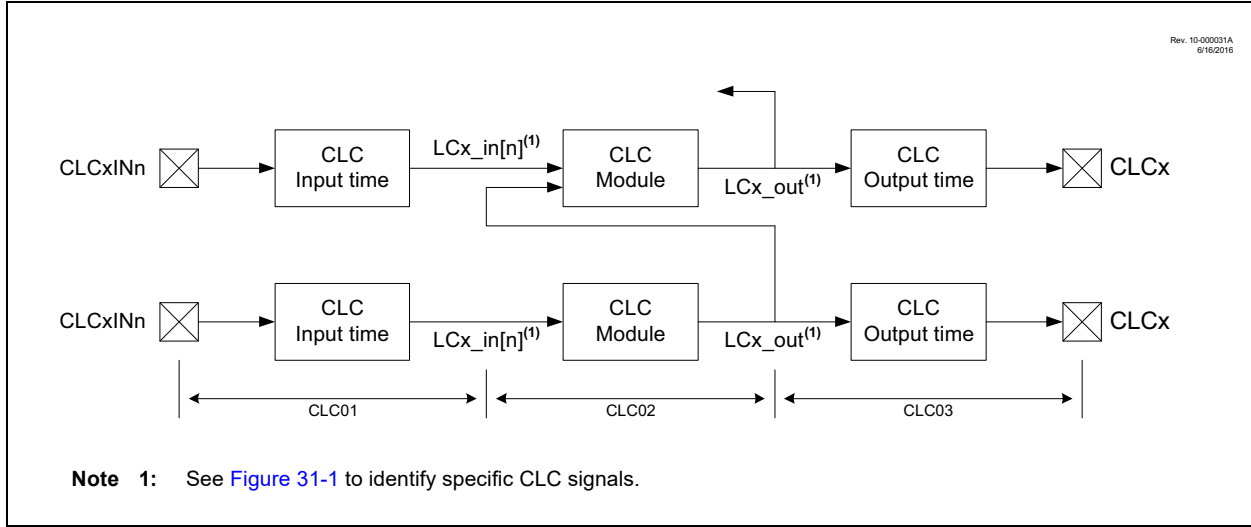 Rev. 10-000031A
6/16/2016
CLCxINn
CLC
Input time
LCx_in[n](1)
CLC
Module
LCx_out(1)
CLC
Output time
CLCx
CLCxINn
CLC
Input time
LCx_in[n](1)
CLC
Module
LCx_out(1)
CLC
Output time
CLCx
CLC01
CLC02
CLC03
Note 1: See Figure 31-1 to identify specific CLC signals.